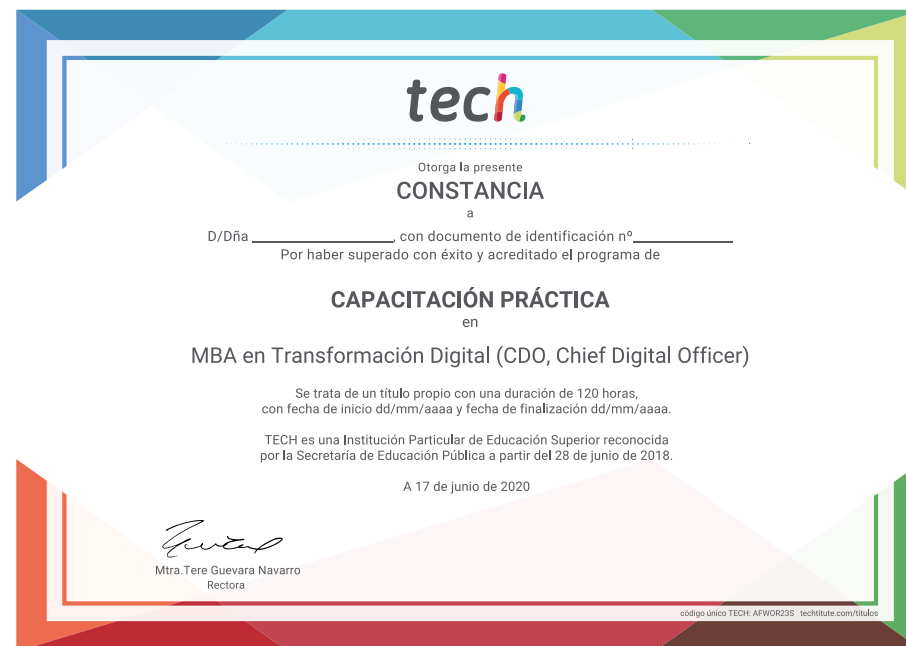 tech
Otorga la presente
CONSTANCIA
a
D/Dña ________________, con documento de identificación nº____________
Por haber superado con éxito y acreditado el programa de
CAPACITACIÓN PRÁCTICA
en
MBA en Transformación Digital (CDO, Chief Digital Officer)
Se trata de un título propio con una duración de 120 horas,
con fecha de inicio dd/mm/aaaa y fecha de finalización dd/mm/aaaa.
TECH es una Institución Particular de Educación Superior reconocida
por la Secretaría de Educación Pública a partir del 28 de junio de 2018.
A 17 de junio de 2020
Mtra.Tere Guevara Navarro
Rectora
código único TECH: AFWOR23S techtitute.com/titulos